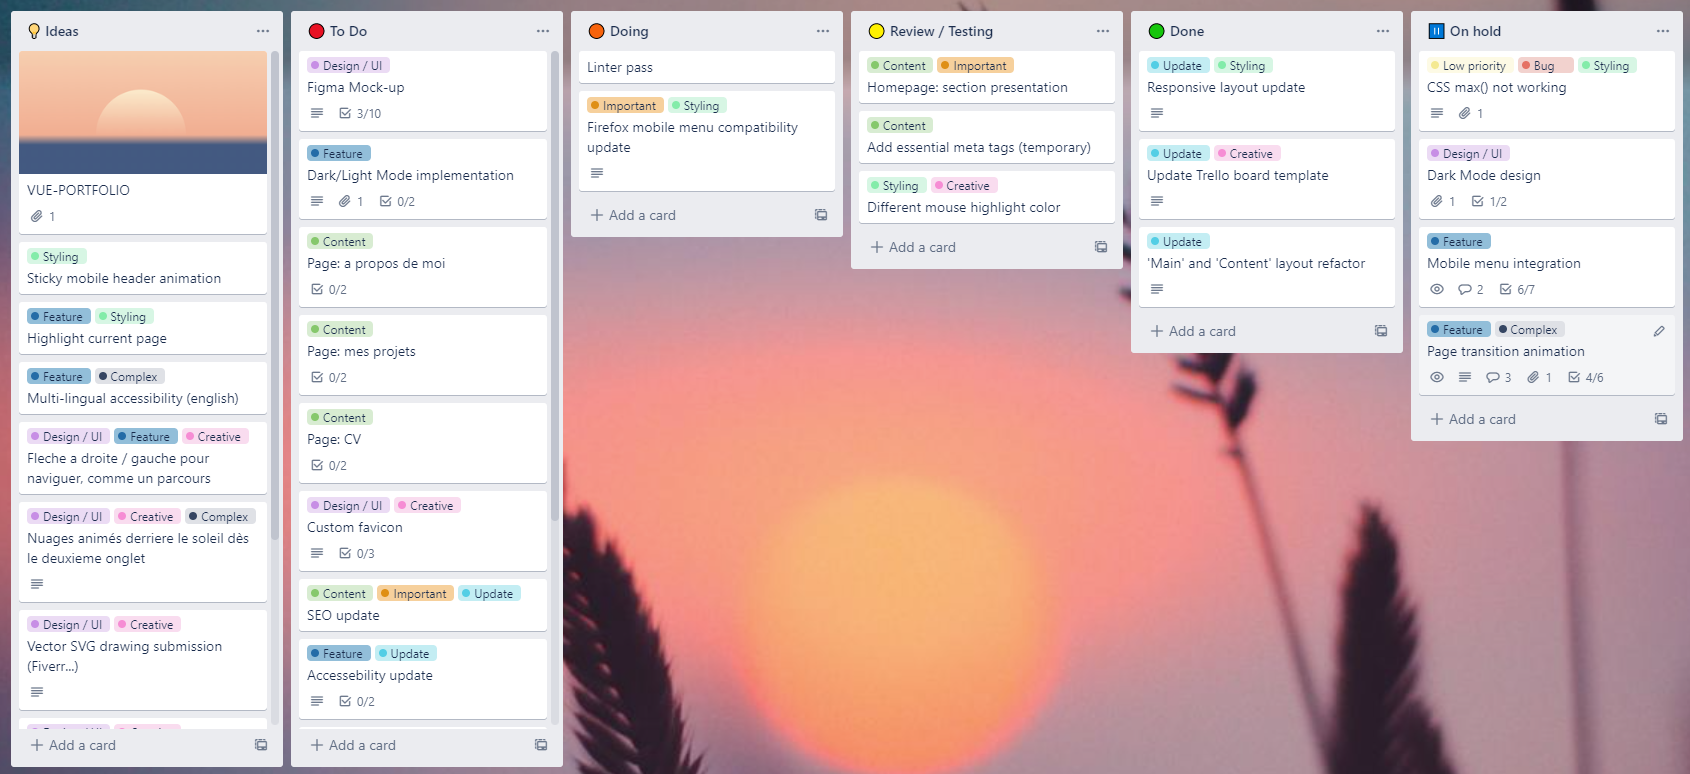 Ideas
VUE-PORTFOLIO
1
Styling
Sticky mobile header animation
Feature Styling
Highlight current page
Feature Complex
Multi-lingual accessibility (english)
Design / UI Feature Creative
Fleche a droite / gauche pour
naviguer, comme un parcours
Design / UI Creative Complex
Nuages animés derriere le soleil dès
le deuxieme onglet
Design / UI Creative
Vector SVG drawing submission
(Fiverr...)
Add a card
To Do
Design / UI
Figma Mock-up
3/10
Feature
Dark/Light Mode implementation
1 0/2
Content
Page: a propos de moi
0/2
Content
Page: mes projets
0/2
Content
Page: CV
0/2
Design / UI Creative
Custom favicon
0/3
Content Important Update
SEO update
Feature Update
Accessebility update
0/2
Add a card
Doing
Linter pass
Important Styling
Firefox mobile menu compatibility
update
Add a card
Review / Testing
Content Important
Homepage: section presentation
Content
Add essential meta tags (temporary)
Styling Creative
Different mouse highlight color
Add a card
Done
Update Styling
Responsive layout update
Update Creative
Update Trello board template
Update
'Main' and 'Content' layout refactor
Add a card
On hold
Low priority Bug Styling
CSS max() not working
1
Design / UI
Dark Mode design
1 1/2
Feature
Mobile menu integration
2 6/7
Feature Complex
Page transition animation
3 1 4/6
Add a card